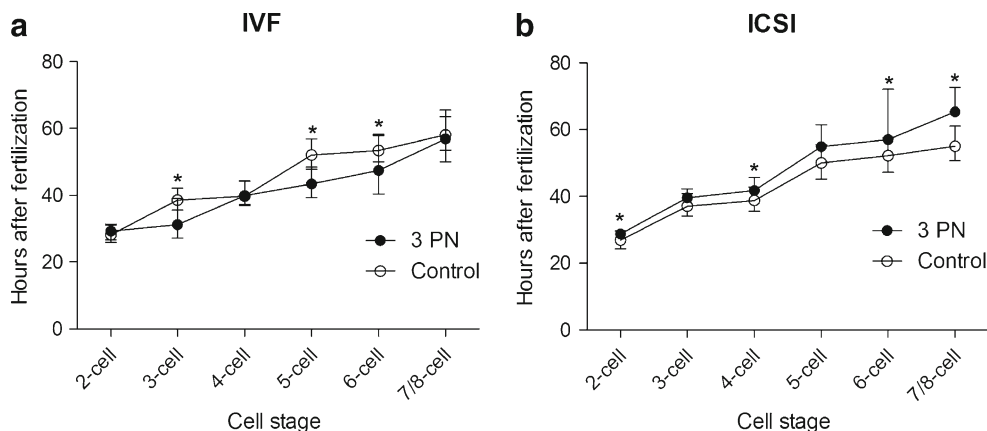 a
IVF
Hours after fertilization
80
60
40
20
0
*
*
*
3 PN
Control
2-cell
3-cell
4-cell
5-cell
6-cell
7/8-cell
Cell stage
b
ICSI
Hours after fertilization
80
60
40
20
0
*
*
*
*
3 PN
Control
2-cell
3-cell
4-cell
5-cell
6-cell
7/8-cell
Cell stage